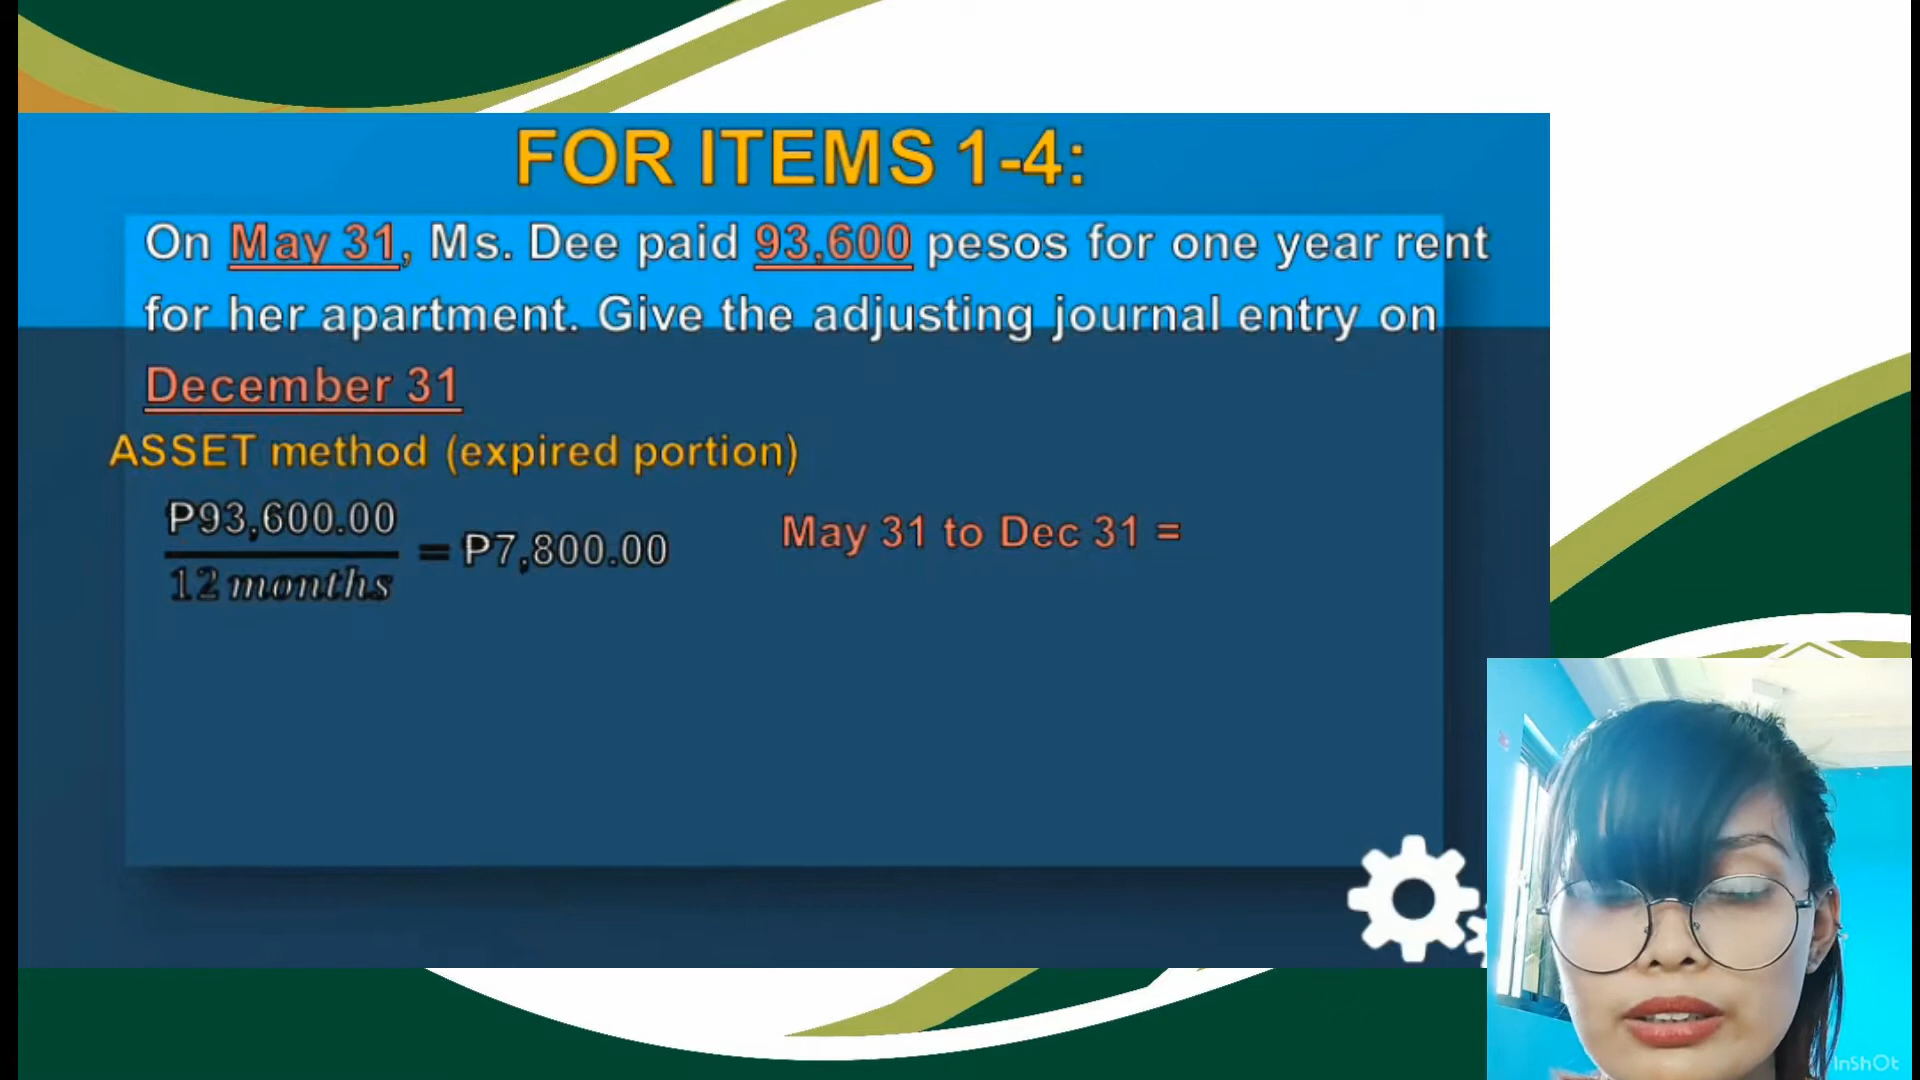 FOR ITEMS 1-4:
On May 31, Ms. Dee paid 93,600 pesos for one year rent
for her apartment. Give the adjusting journal entry on
December 31
ASSET method (expired portion)
P93,600.00
12 months
= P7,800.00
May 31 to Dec 31 =
InShOt